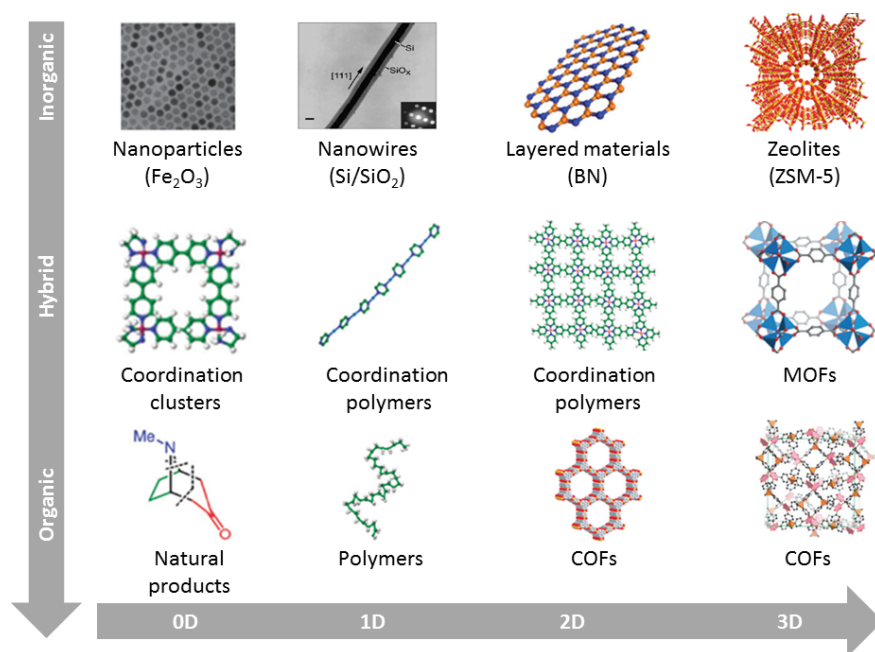 Inorganic
Si
[111]
SiOₓ
Nanoparticles
(Fe₂O₃)
Nanowires
(Si/SiO₂)
Layered materials
(BN)
Zeolites
(ZSM-5)
Hybrid
Coordination
clusters
Coordination
polymers
Coordination
polymers
MOFs
Organic
Me
N
O
Natural
products
Polymers
COFs
COFs
0D
1D
2D
3D